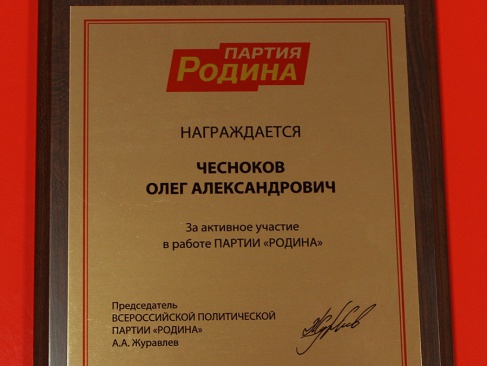 ПАРТИЯ
РОДИНА
НАГРАЖДАЕТСЯ
ЧЕСНОКОВ
ОЛЕГ АЛЕКСАНДРОВИЧ
За активное участие
в работе ПАРТИИ «РОДИНА»
Председатель
ВСЕРОССИЙСКОЙ ПОЛИТИЧЕСКОЙ
ПАРТИИ «РОДИНА»
А.А. Журавлев